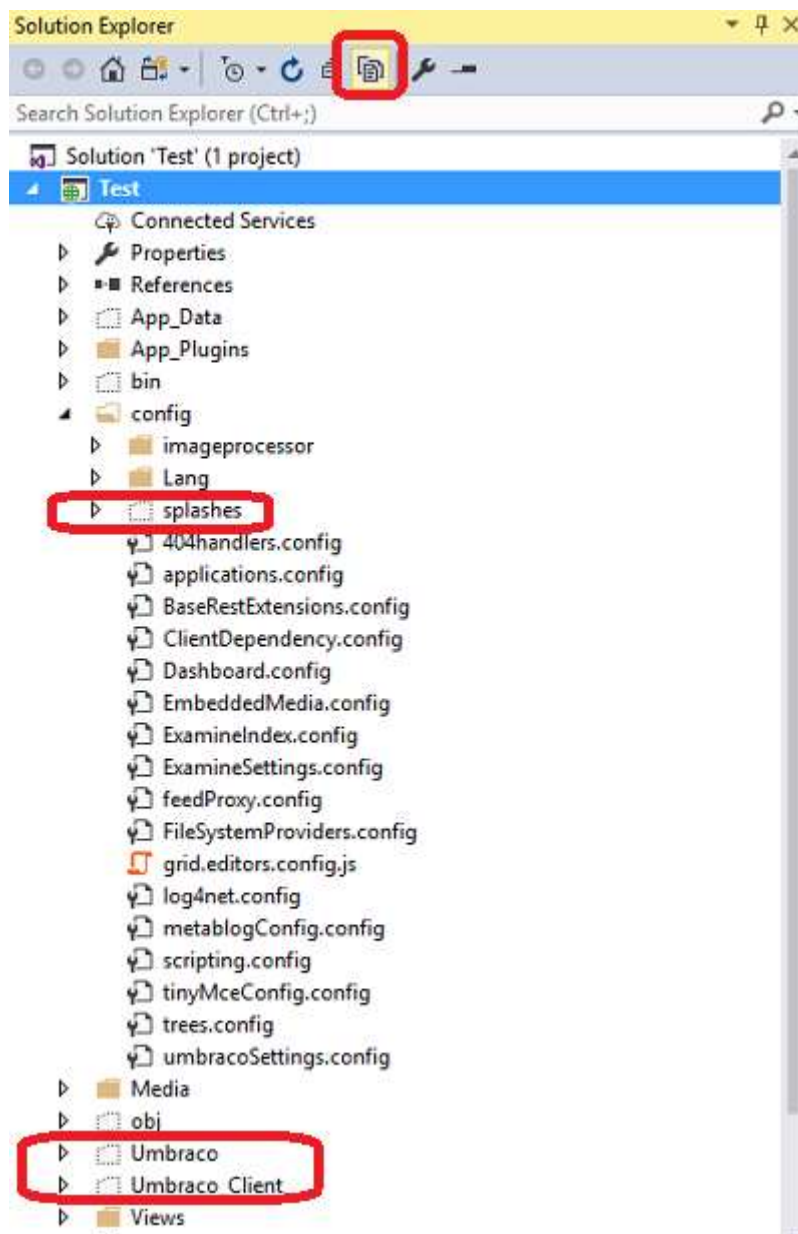 Solution Explorer
Search Solution Explorer (Ctrl+;)
Solution 'Test' (1 project)
Test
Connected Services
Properties
References
App_Data
App_Plugins
bin
config
imageprocessor
Lang
splashes
404handlers.config
applications.config
BaseRestExtensions.config
ClientDependency.config
Dashboard.config
EmbeddedMedia.config
ExamineIndex.config
ExamineSettings.config
feedProxy.config
FileSystemProviders.config
grid.editors.config.js
log4net.config
metablogConfig.config
scripting.config
tinyMceConfig.config
trees.config
umbracoSettings.config
Media
obj
Umbraco
Umbraco_Client
Views